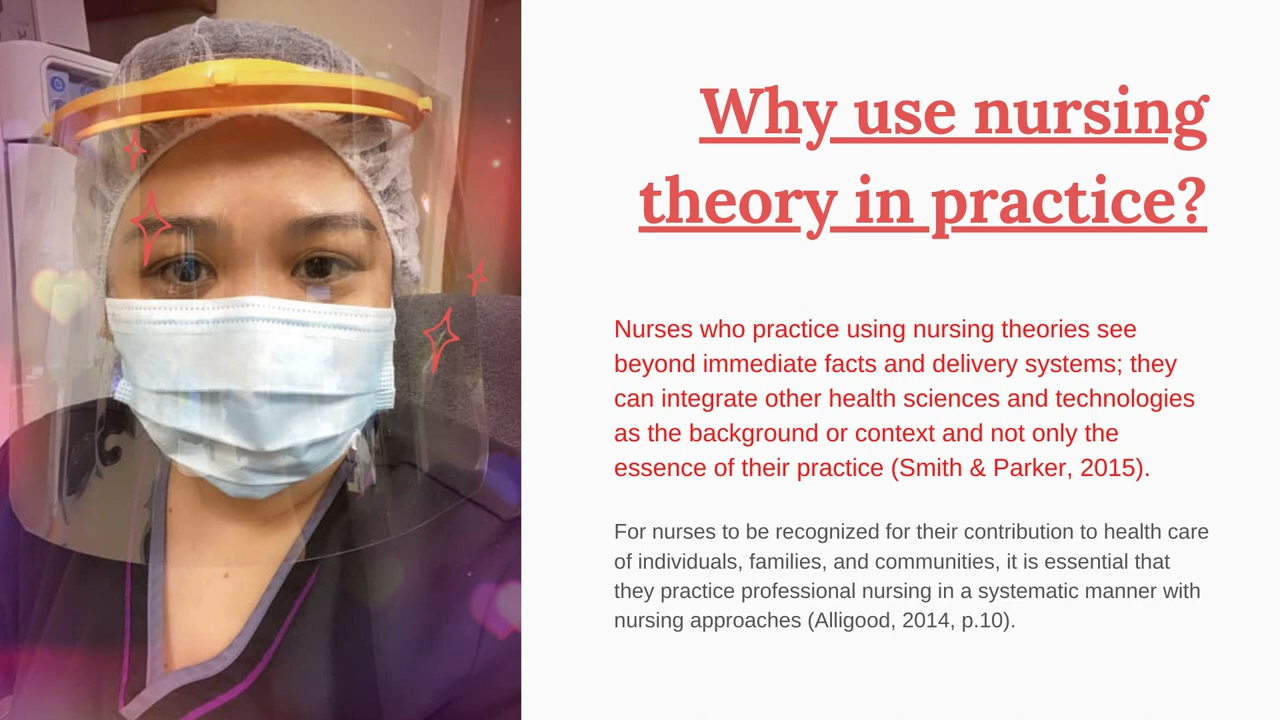 Why use nursing
theory in practice?
Nurses who practice using nursing theories see
beyond immediate facts and delivery systems; they
can integrate other health sciences and technologies
as the background or context and not only the
essence of their practice (Smith & Parker, 2015).
For nurses to be recognized for their contribution to health care
of individuals, families, and communities, it is essential that
they practice professional nursing in a systematic manner with
nursing approaches (Alligood, 2014, p.10).